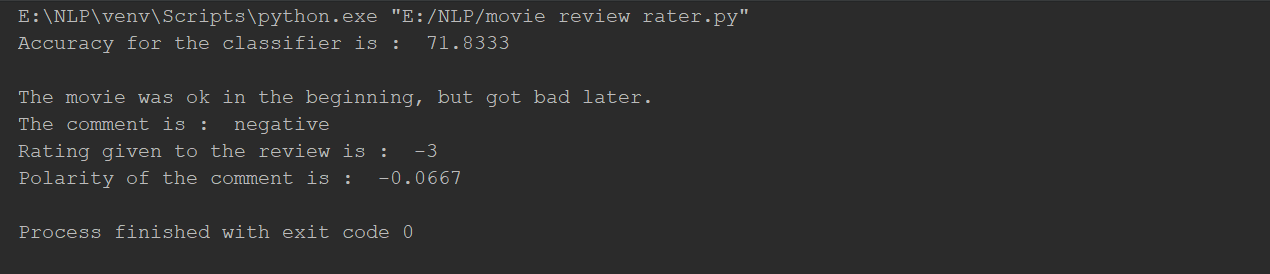 E:\NLP\venv\Scripts\python.exe "E:/NLP/movie review rater.py"
Accuracy for the classifier is :  71.8333
The movie was ok in the beginning, but got bad later.
The comment is :  negative
Rating given to the review is :  -3
Polarity of the comment is :  -0.0667
Process finished with exit code 0